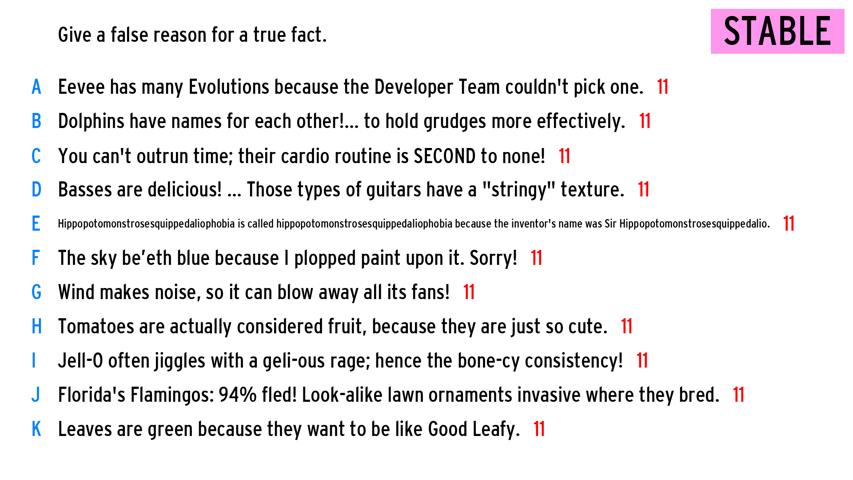 Give a false reason for a true fact.
STABLE
A Eevee has many Evolutions because the Developer Team couldn't pick one. 11
B Dolphins have names for each other!... to hold grudges more effectively. 11
C You can't outrun time; their cardio routine is SECOND to none! 11
D Basses are delicious! ... Those types of guitars have a "stringy" texture. 11
E Hippopotomonstrosesquippedaliophobia is called hippopotomonstrosesquippedaliophobia because the inventor's name was Sir Hippopotomonstrosesquippedalio. 11
F The sky be’eth blue because I plopped paint upon it. Sorry! 11
G Wind makes noise, so it can blow away all its fans! 11
H Tomatoes are actually considered fruit, because they are just so cute. 11
I Jell-O often jiggles with a geli-ous rage; hence the bone-cy consistency! 11
J Florida's Flamingos: 94% fled! Look-alike lawn ornaments invasive where they bred. 11
K Leaves are green because they want to be like Good Leafy. 11